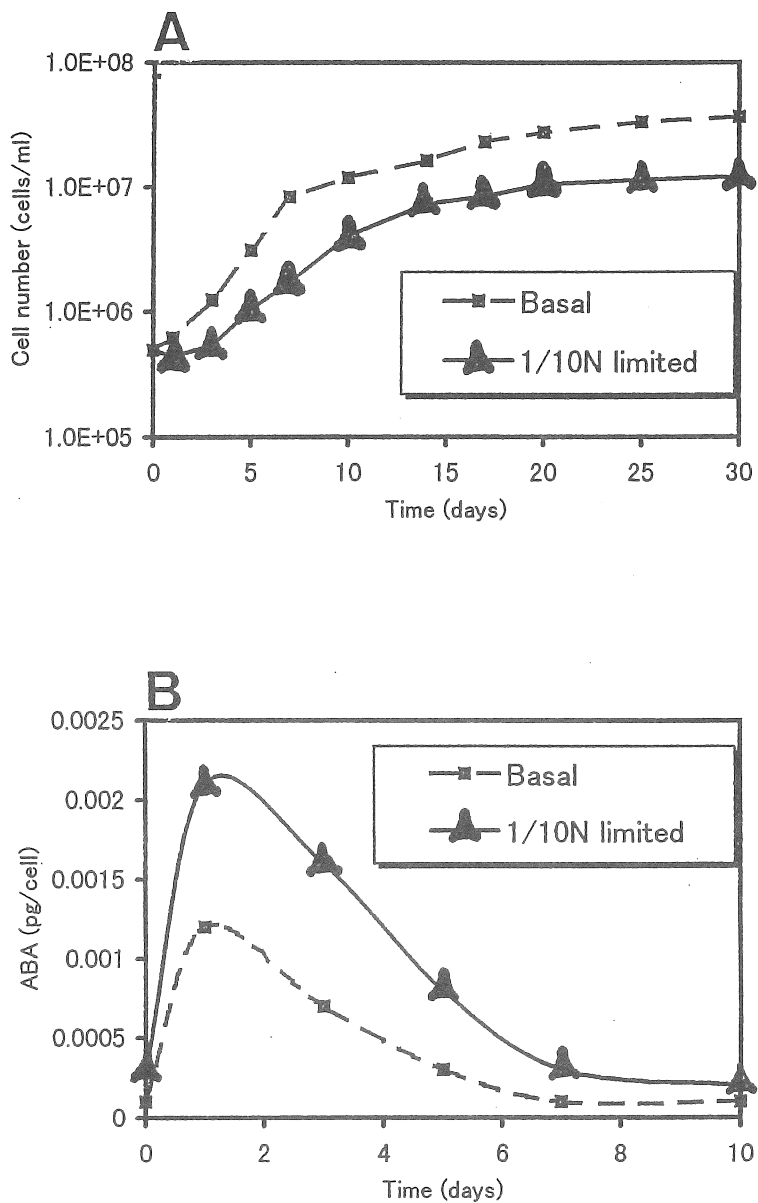 A
1.0E+08
1.0E+07
1.0E+06
1.0E+05
Cell number (cells/ml)
Basal
1/10N limited
0 5 10 15 20 25 30
Time (days)
B
0.0025
0.002
0.0015
0.001
0.0005
0
ABA (pg/cell)
Basal
1/10N limited
0 2 4 6 8 10
Time (days)